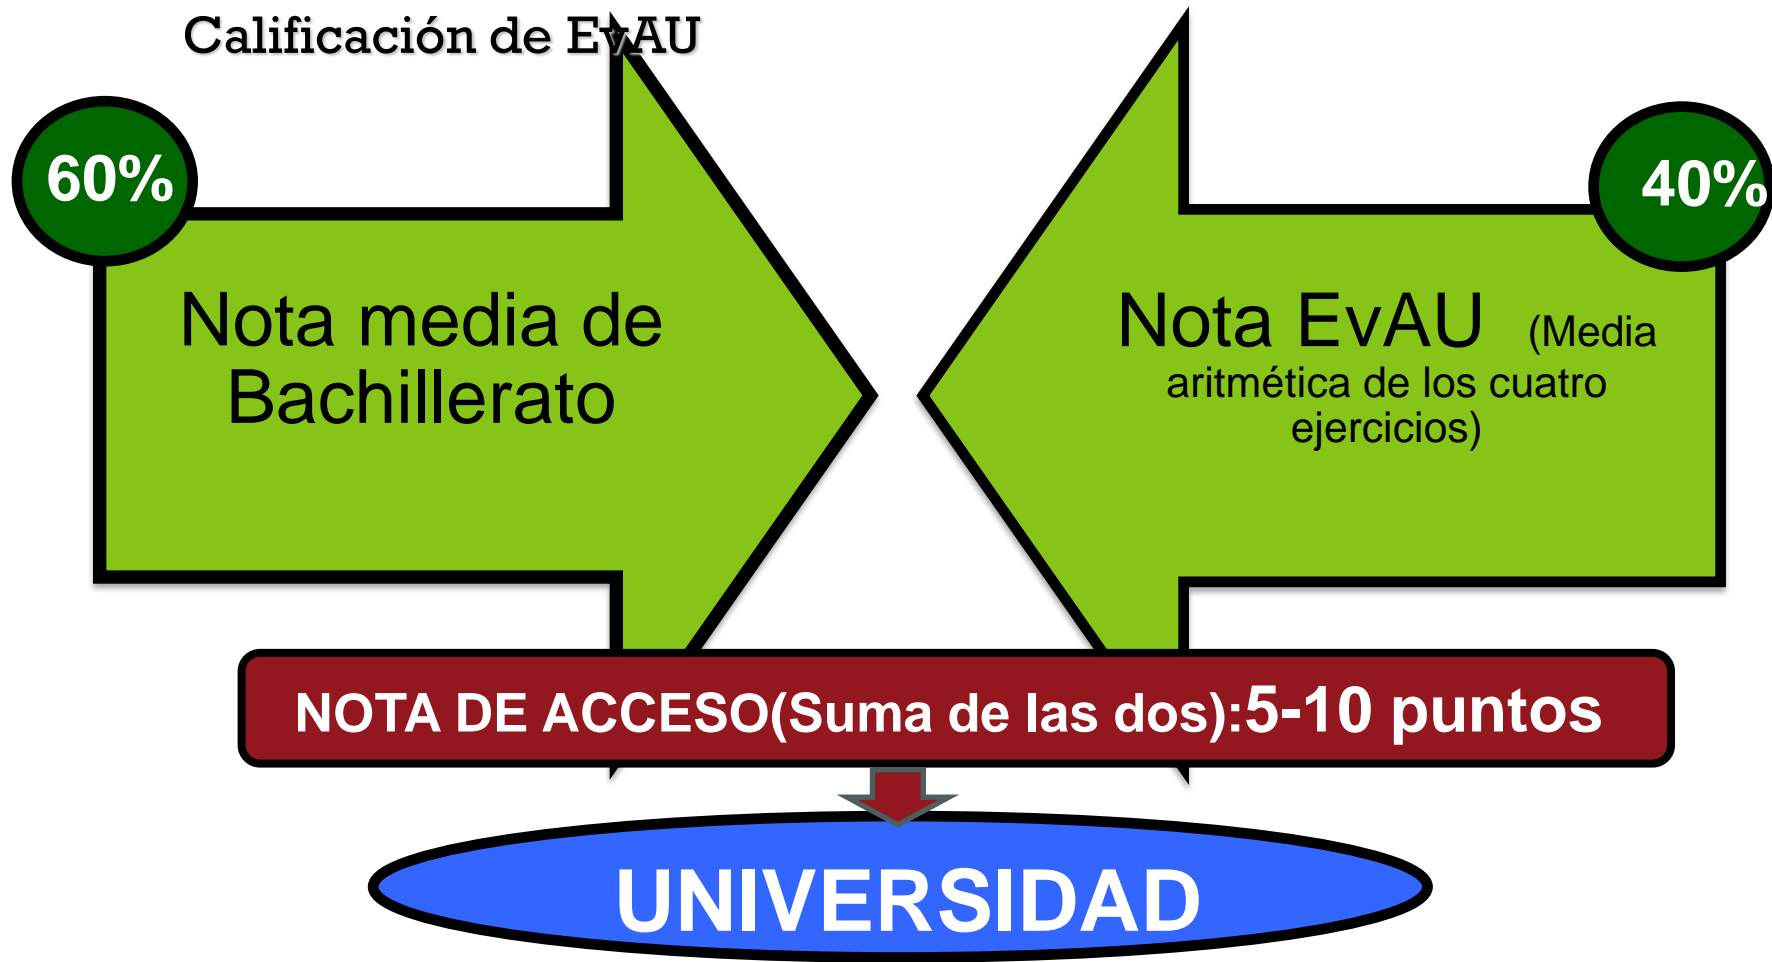 Calificación de EvAU
60%
40%
Nota media de
Bachillerato
Nota EvAU (Media
aritmética de los cuatro
ejercicios)
NOTA DE ACCESO(Suma de las dos):5-10 puntos
UNIVERSIDAD